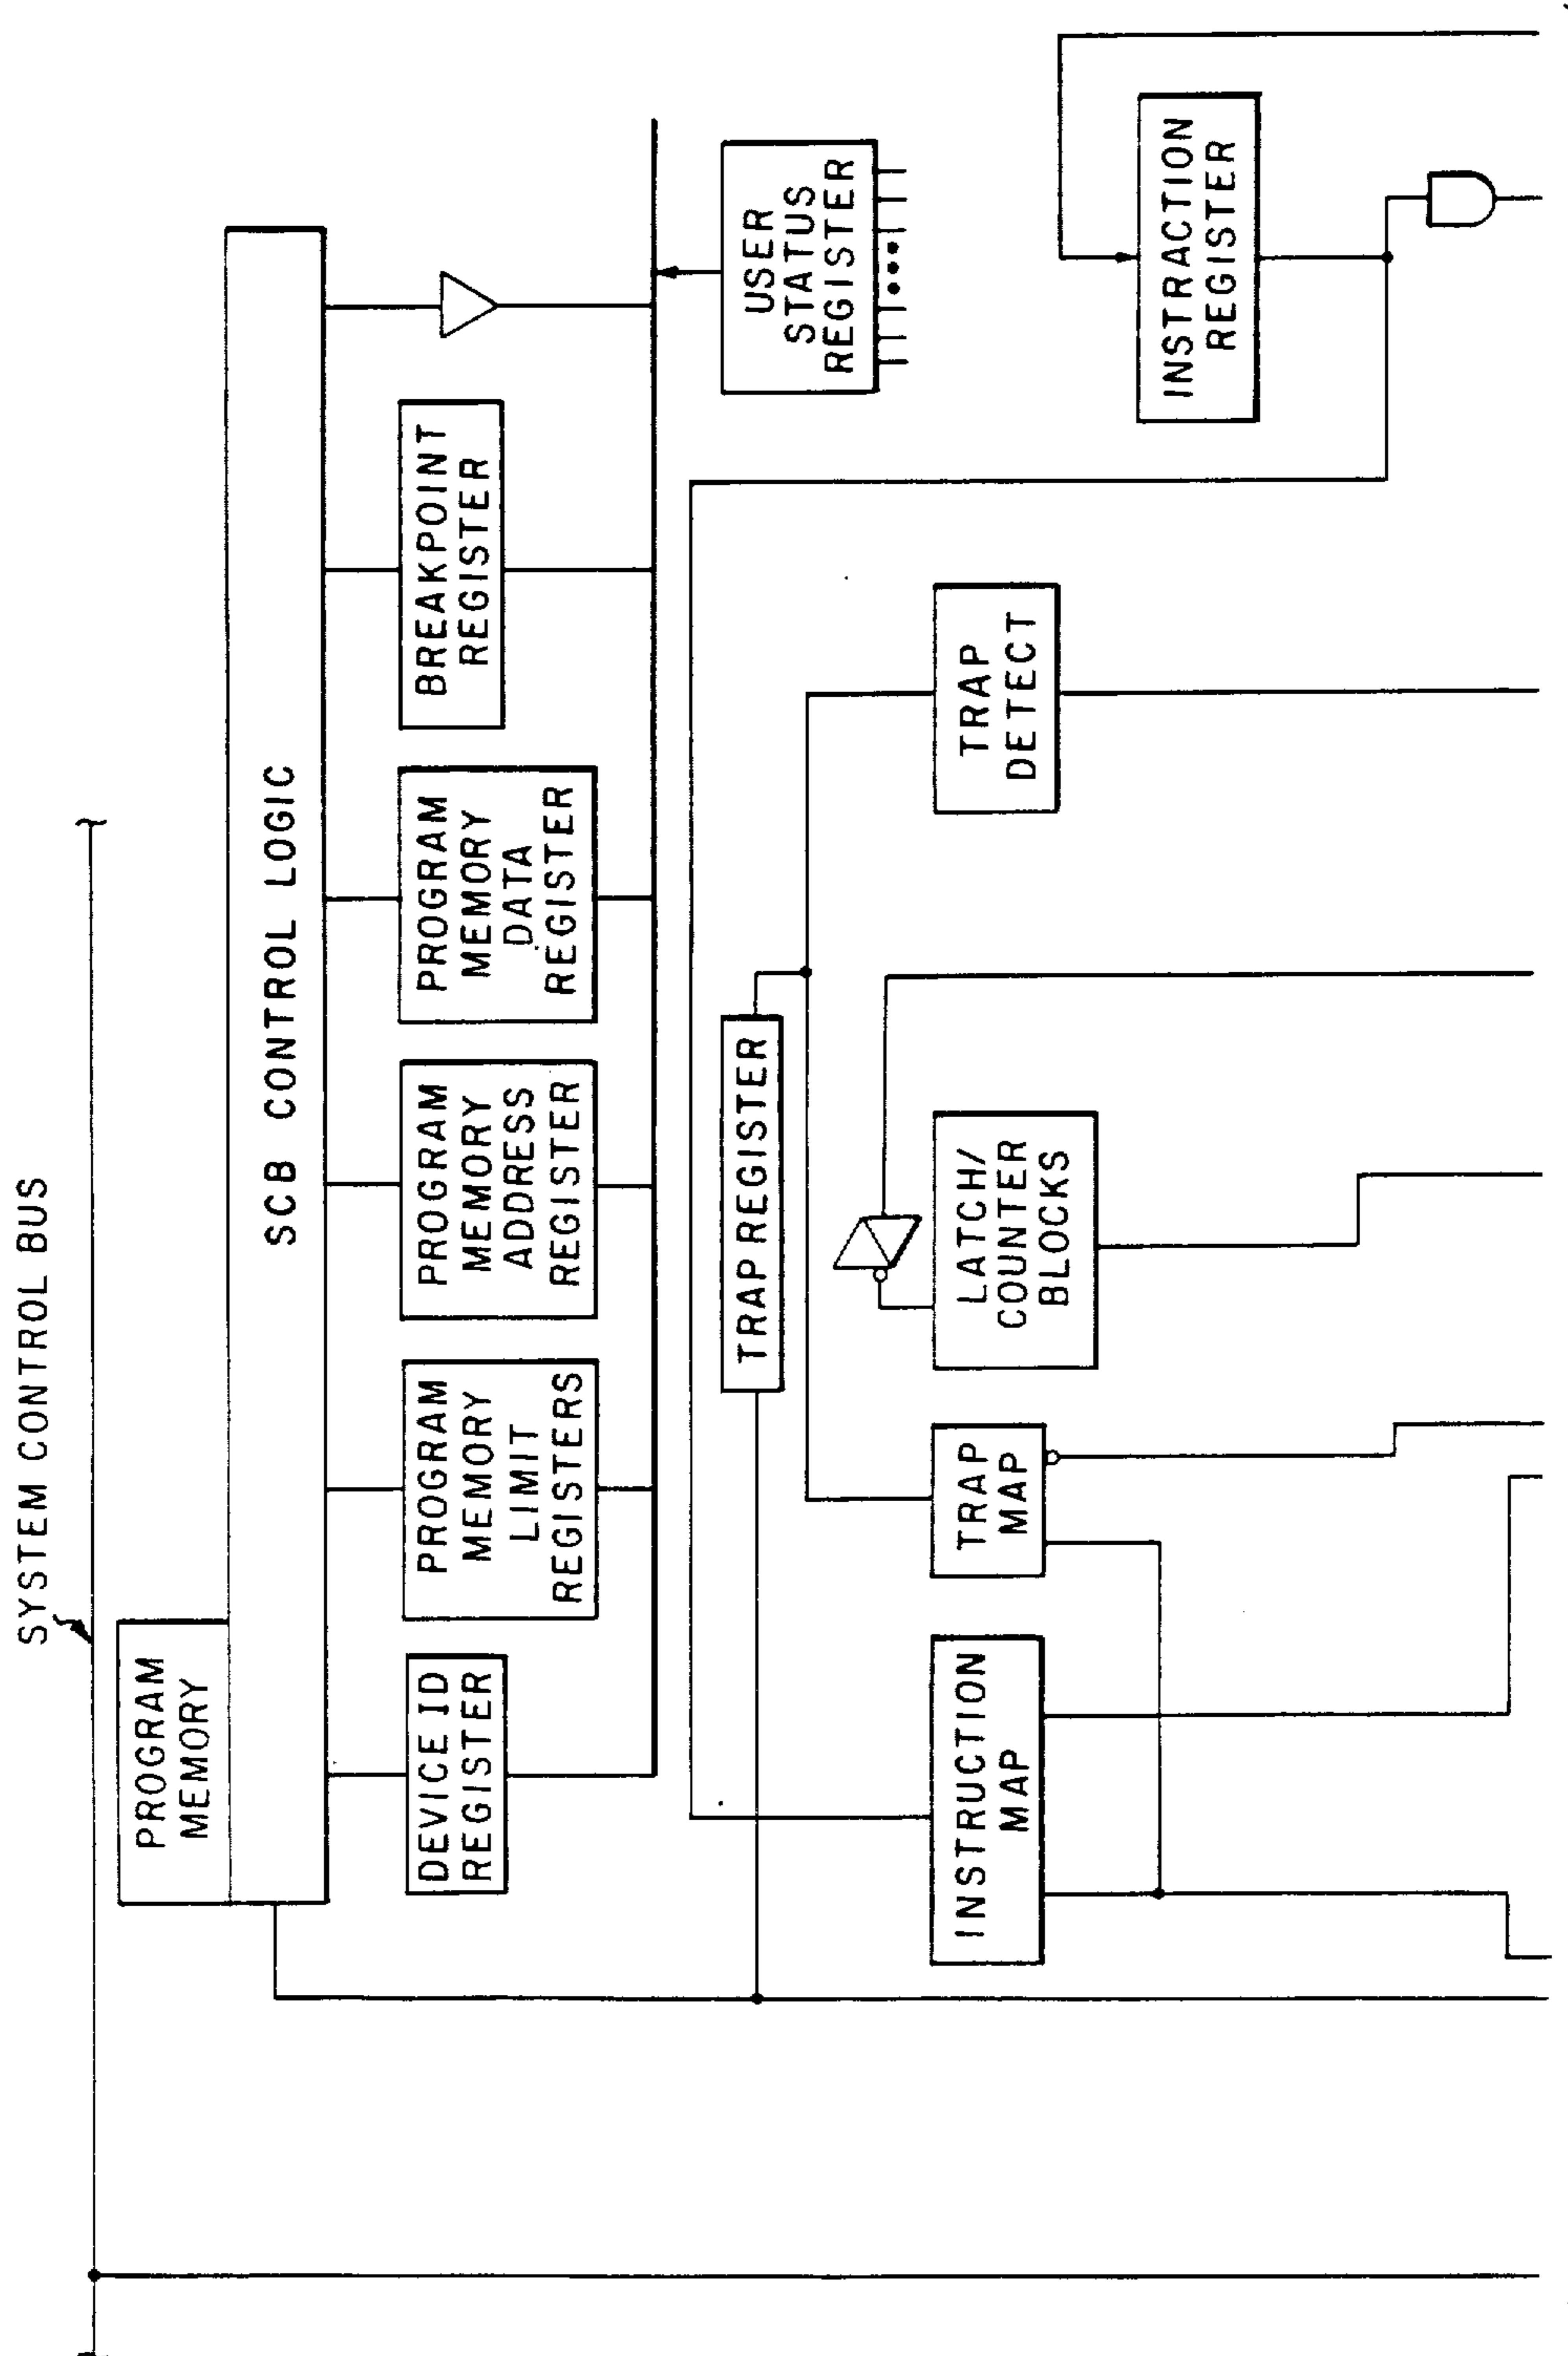 SYSTEM CONTROL BUS
PROGRAM
MEMORY
SCB CONTROL LOGIC
DEVICE ID
REGISTER
PROGRAM
MEMORY
LIMIT
REGISTERS
PROGRAM
MEMORY
ADDRESS
REGISTER
PROGRAM
MEMORY
DATA
REGISTER
BREAKPOINT
REGISTER
TRAP REGISTER
USER
STATUS
REGISTER
INSTRUCTION
MAP
TRAP
MAP
LATCH/
COUNTER
BLOCKS
TRAP
DETECT
INSTRACTION
REGISTER